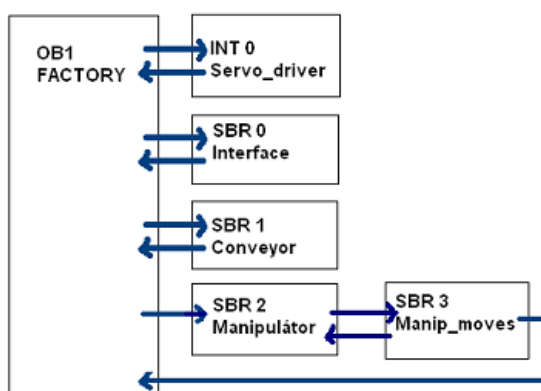 OB1
FACTORY
INT 0
Servo_driver
SBR 0
Interface
SBR 1
Conveyor
SBR 2
Manipulátor
SBR 3
Manip_moves